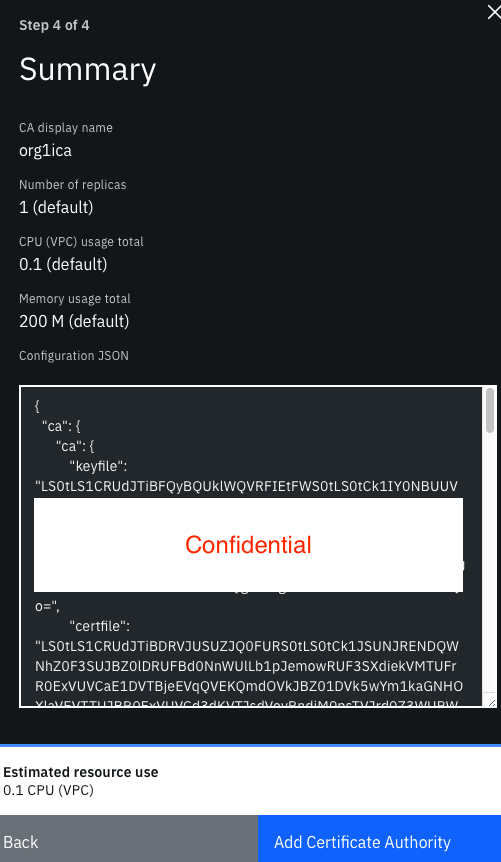 Step 4 of 4
Summary
CA display name
org1ica
Number of replicas
1 (default)
CPU (VPC) usage total
0.1 (default)
Memory usage total
200 M (default)
Configuration JSON
{
"ca": {
"ca": {
"keyfile":
"LS0tLS1CRUdJTiBFQyBQUklWQVRFIEtFWS0tLS0tCk1IY0NBUUV
Confidential
o=",
"certfile":
"LS0tLS1CRUdJTiBDRVJUSUZJQ0FURS0tLS0tCk1JSUNJRENDQW
NhZ0F3SUJBZ0lDRUFBd0NnWUlLb1pJemowRUF3SXdiekVMTUFr
R0ExVUVCaE1DVTBjeEVqQVEKQmdOVkJBZ01DVk5wYm1kaGNHO
Estimated resource use
0.1 CPU (VPC)
Back
Add Certificate Authority